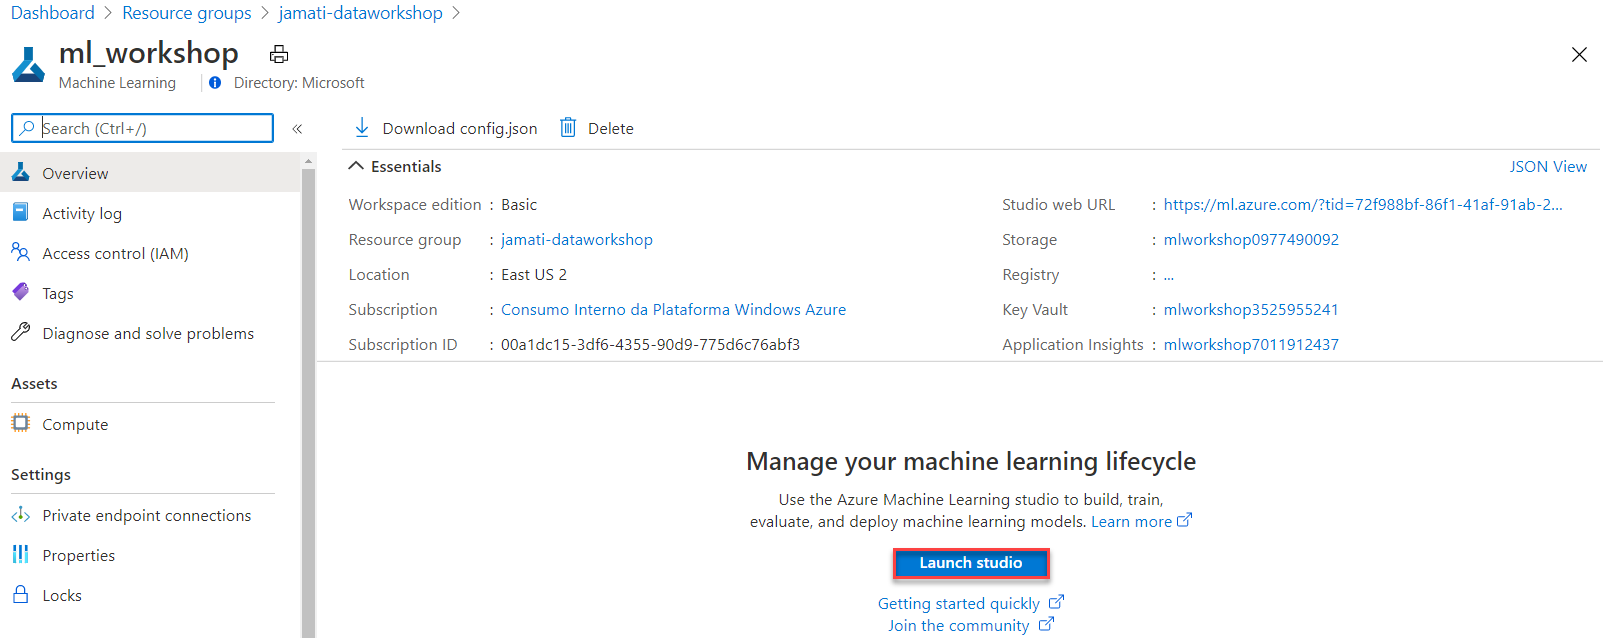 Dashboard > Resource groups > jamati-dataworkshop >
ml_workshop
Machine Learning
Directory: Microsoft
Search (Ctrl+/)
«
Overview
Activity log
Access control (IAM)
Tags
Diagnose and solve problems
Assets
Compute
Settings
Private endpoint connections
Properties
Locks
Download config.json
Delete
Essentials
JSON View
Workspace edition : Basic
Resource group : jamati-dataworkshop
Location : East US 2
Subscription : Consumo Interno da Plataforma Windows Azure
Subscription ID : 00a1dc15-3df6-4355-90d9-775d6c76abf3
Studio web URL : https://ml.azure.com/?tid=72f988bf-86f1-41af-91ab-2...
Storage : mlworkshop0977490092
Registry : ...
Key Vault : mlworkshop3525955241
Application Insights : mlworkshop7011912437
Manage your machine learning lifecycle
Use the Azure Machine Learning studio to build, train,
evaluate, and deploy machine learning models. Learn more
Launch studio
Getting started quickly
Join the community